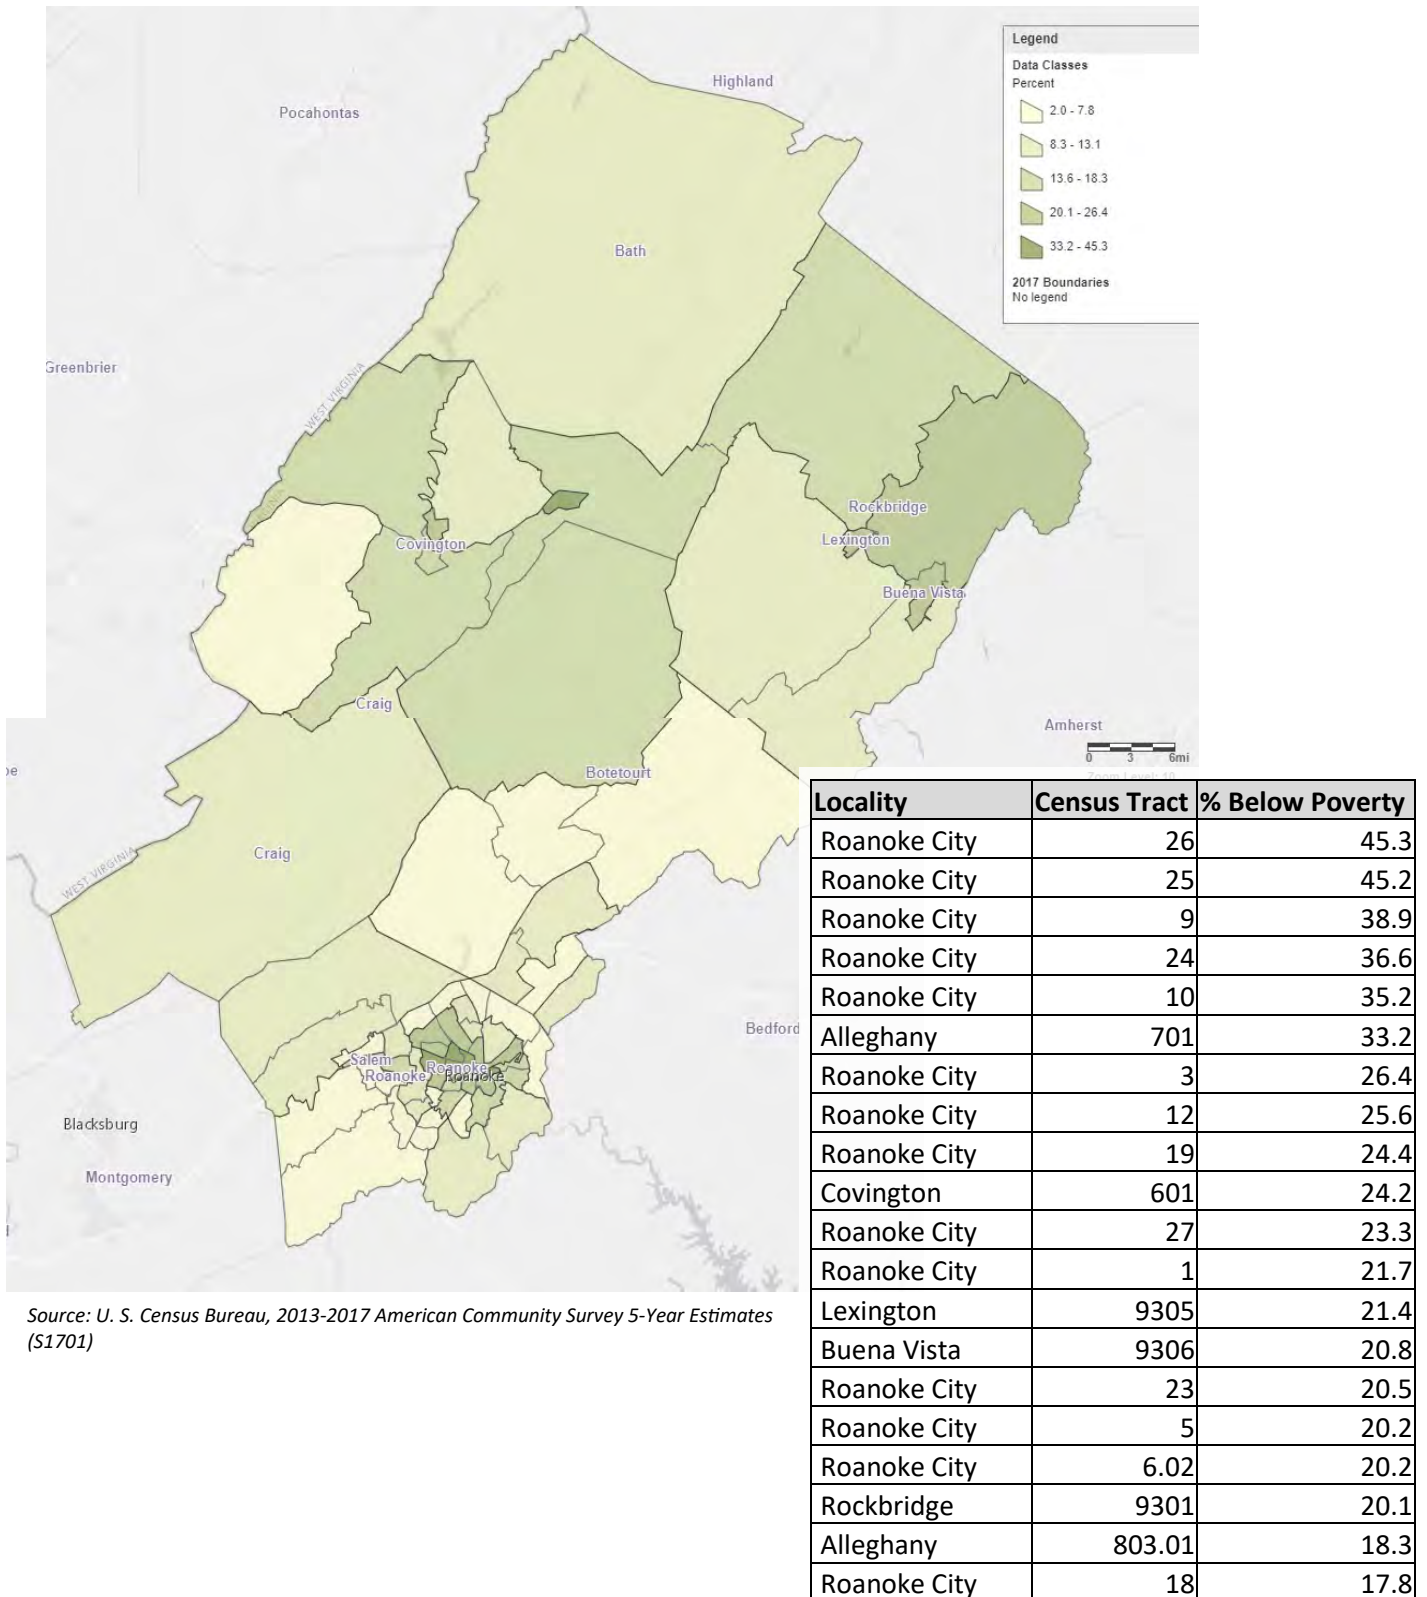 Highland
Pocahontas
Legend
Data Classes
Percent
2.0 - 7.8
8.3 - 13.1
13.6 - 18.3
20.1 - 26.4
33.2 - 45.3
2017 Boundaries
No legend
Bath
Greenbrier
WEST VIRGINIA
Rockbridge
Covington
Lexington
Buena Vista
Craig
Amherst
0 3 6mi
Zoom Level: 10
Botetourt
Craig
WEST VIRGINIA
Bedford
Salem
Roanoke
Roanoke
Roanoke
Blacksburg
Montgomery
Source: U. S. Census Bureau, 2013-2017 American Community Survey 5-Year Estimates
(S1701)
Locality Census Tract % Below Poverty
Roanoke City 26 45.3
Roanoke City 25 45.2
Roanoke City 9 38.9
Roanoke City 24 36.6
Roanoke City 10 35.2
Alleghany 701 33.2
Roanoke City 3 26.4
Roanoke City 12 25.6
Roanoke City 19 24.4
Covington 601 24.2
Roanoke City 27 23.3
Roanoke City 1 21.7
Lexington 9305 21.4
Buena Vista 9306 20.8
Roanoke City 23 20.5
Roanoke City 5 20.2
Roanoke City 6.02 20.2
Rockbridge 9301 20.1
Alleghany 803.01 18.3
Roanoke City 18 17.8